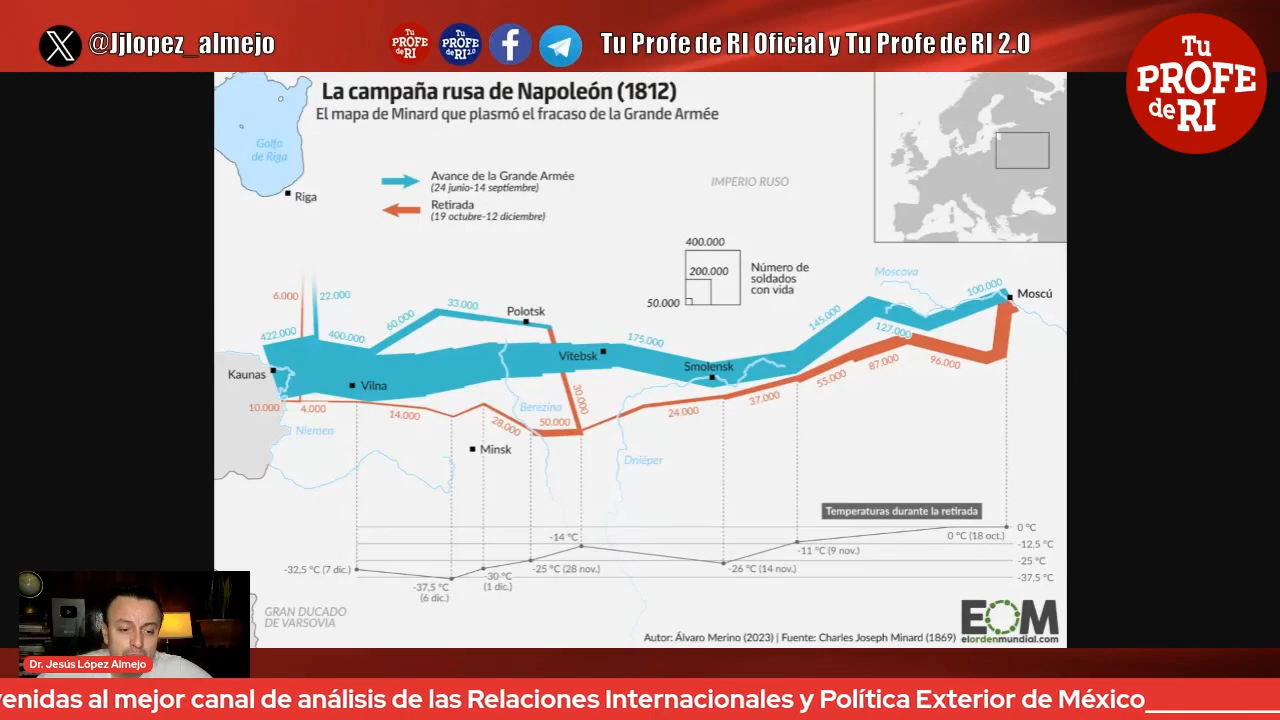 @Jjlopez_almejo
Tu
PROFE
de RI
Tu
PROFE
de RI 2.0
Tu Profe de RI Oficial y Tu Profe de RI 2.0
Tu
PROFE
de RI
La campaña rusa de Napoleón (1812)
El mapa de Minard que plasmó el fracaso de la Grande Armée
Golfo
de Riga
Riga
Avance de la Grande Armée
(24 junio-14 septiembre)
Retirada
(19 octubre-12 diciembre)
IMPERIO RUSO
400.000
200.000
50.000
Número de
soldados
con vida
Moscova
100.000
Moscú
6.000
22.000
33.000
60.000
Polotsk
422.000
400.000
175.000
145.000
127.000
Kaunas
Vilna
Vítebsk
Smolensk
96.000
87.000
55.000
37.000
24.000
30.000
50.000
Berézina
28.000
14.000
4.000
10.000
Niemen
Minsk
Dniéper
Temperaturas durante la retirada
0 °C
-12,5 °C
-25 °C
-37,5 °C
0 °C (18 oct.)
-11 °C (9 nov.)
-26 °C (14 nov.)
-14 °C
-25 °C (28 nov.)
-30 °C
(1 dic.)
-37,5 °C
(6 dic.)
-32,5 °C (7 dic.)
GRAN DUCADO
DE VARSOVIA
EOM
elordenmundial.com
Autor: Álvaro Merino (2023) | Fuente: Charles Joseph Minard (1869)
Dr. Jesús López Almejo
venidas al mejor canal de análisis de las Relaciones Internacionales y Política Exterior de México